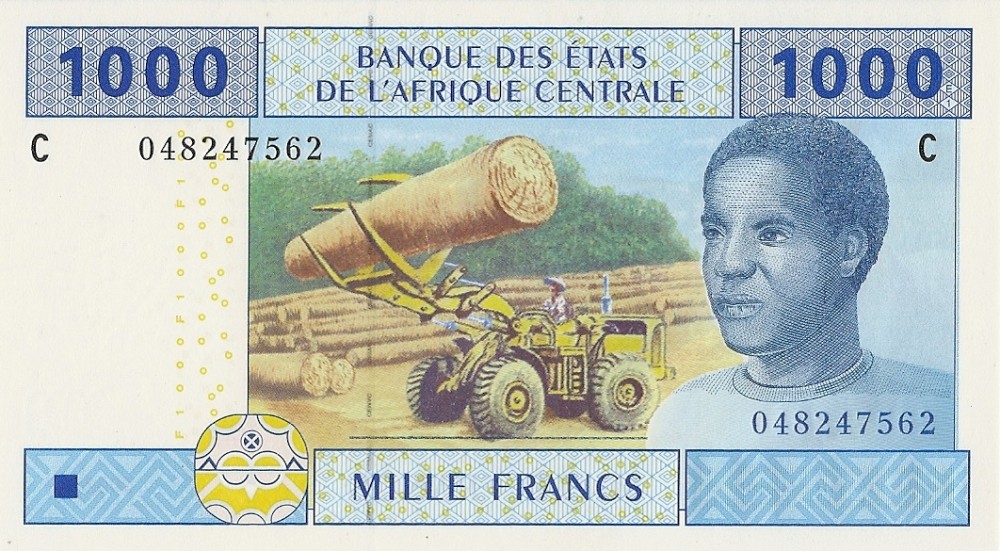 1000
BANQUE DES ÉTATS
DE L'AFRIQUE CENTRALE
1000
C 048247562
C
048247562
MILLE FRANCS